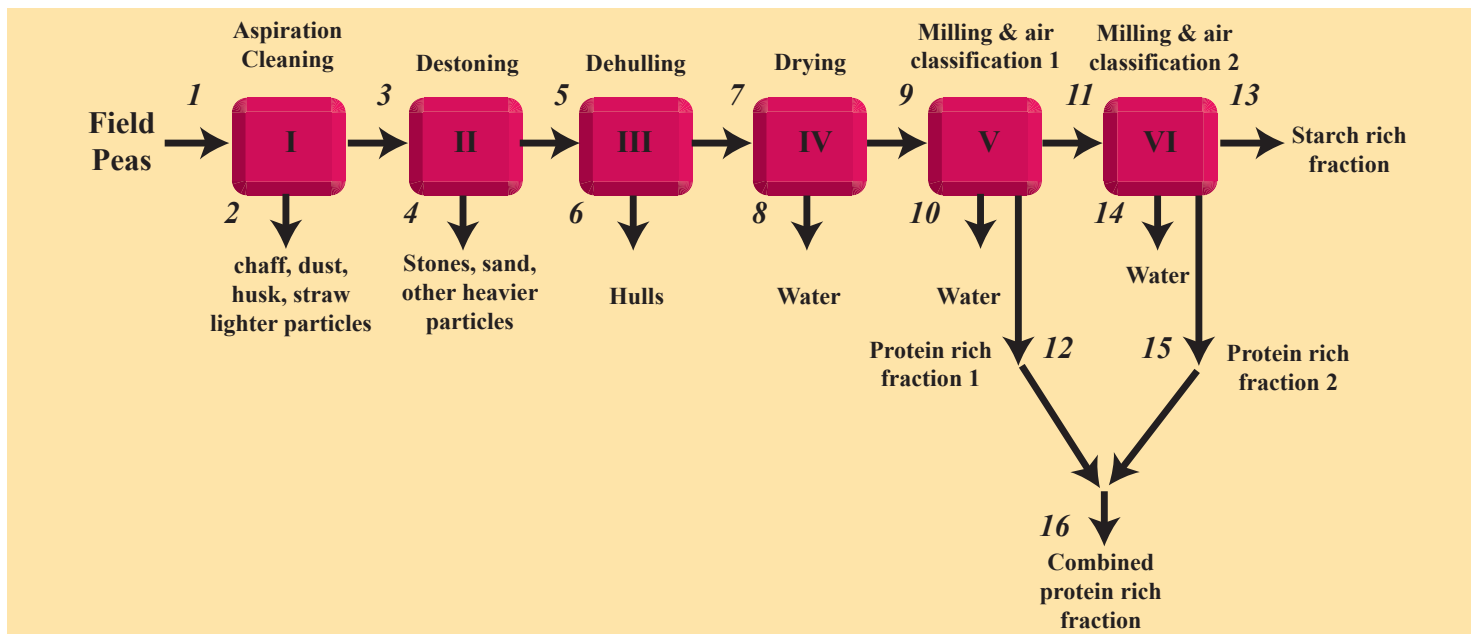 Aspiration
Cleaning
Destoning
Dehulling
Drying
Milling & air
classification 1
Milling & air
classification 2
1
3
5
7
9
11
13
Field
Peas
I
II
III
IV
V
VI
Starch rich
fraction
2
4
6
8
10
14
chaff, dust,
husk, straw
lighter particles
Stones, sand,
other heavier
particles
Hulls
Water
Water
Water
Protein rich
fraction 1
12
15
Protein rich
fraction 2
16
Combined
protein rich
fraction